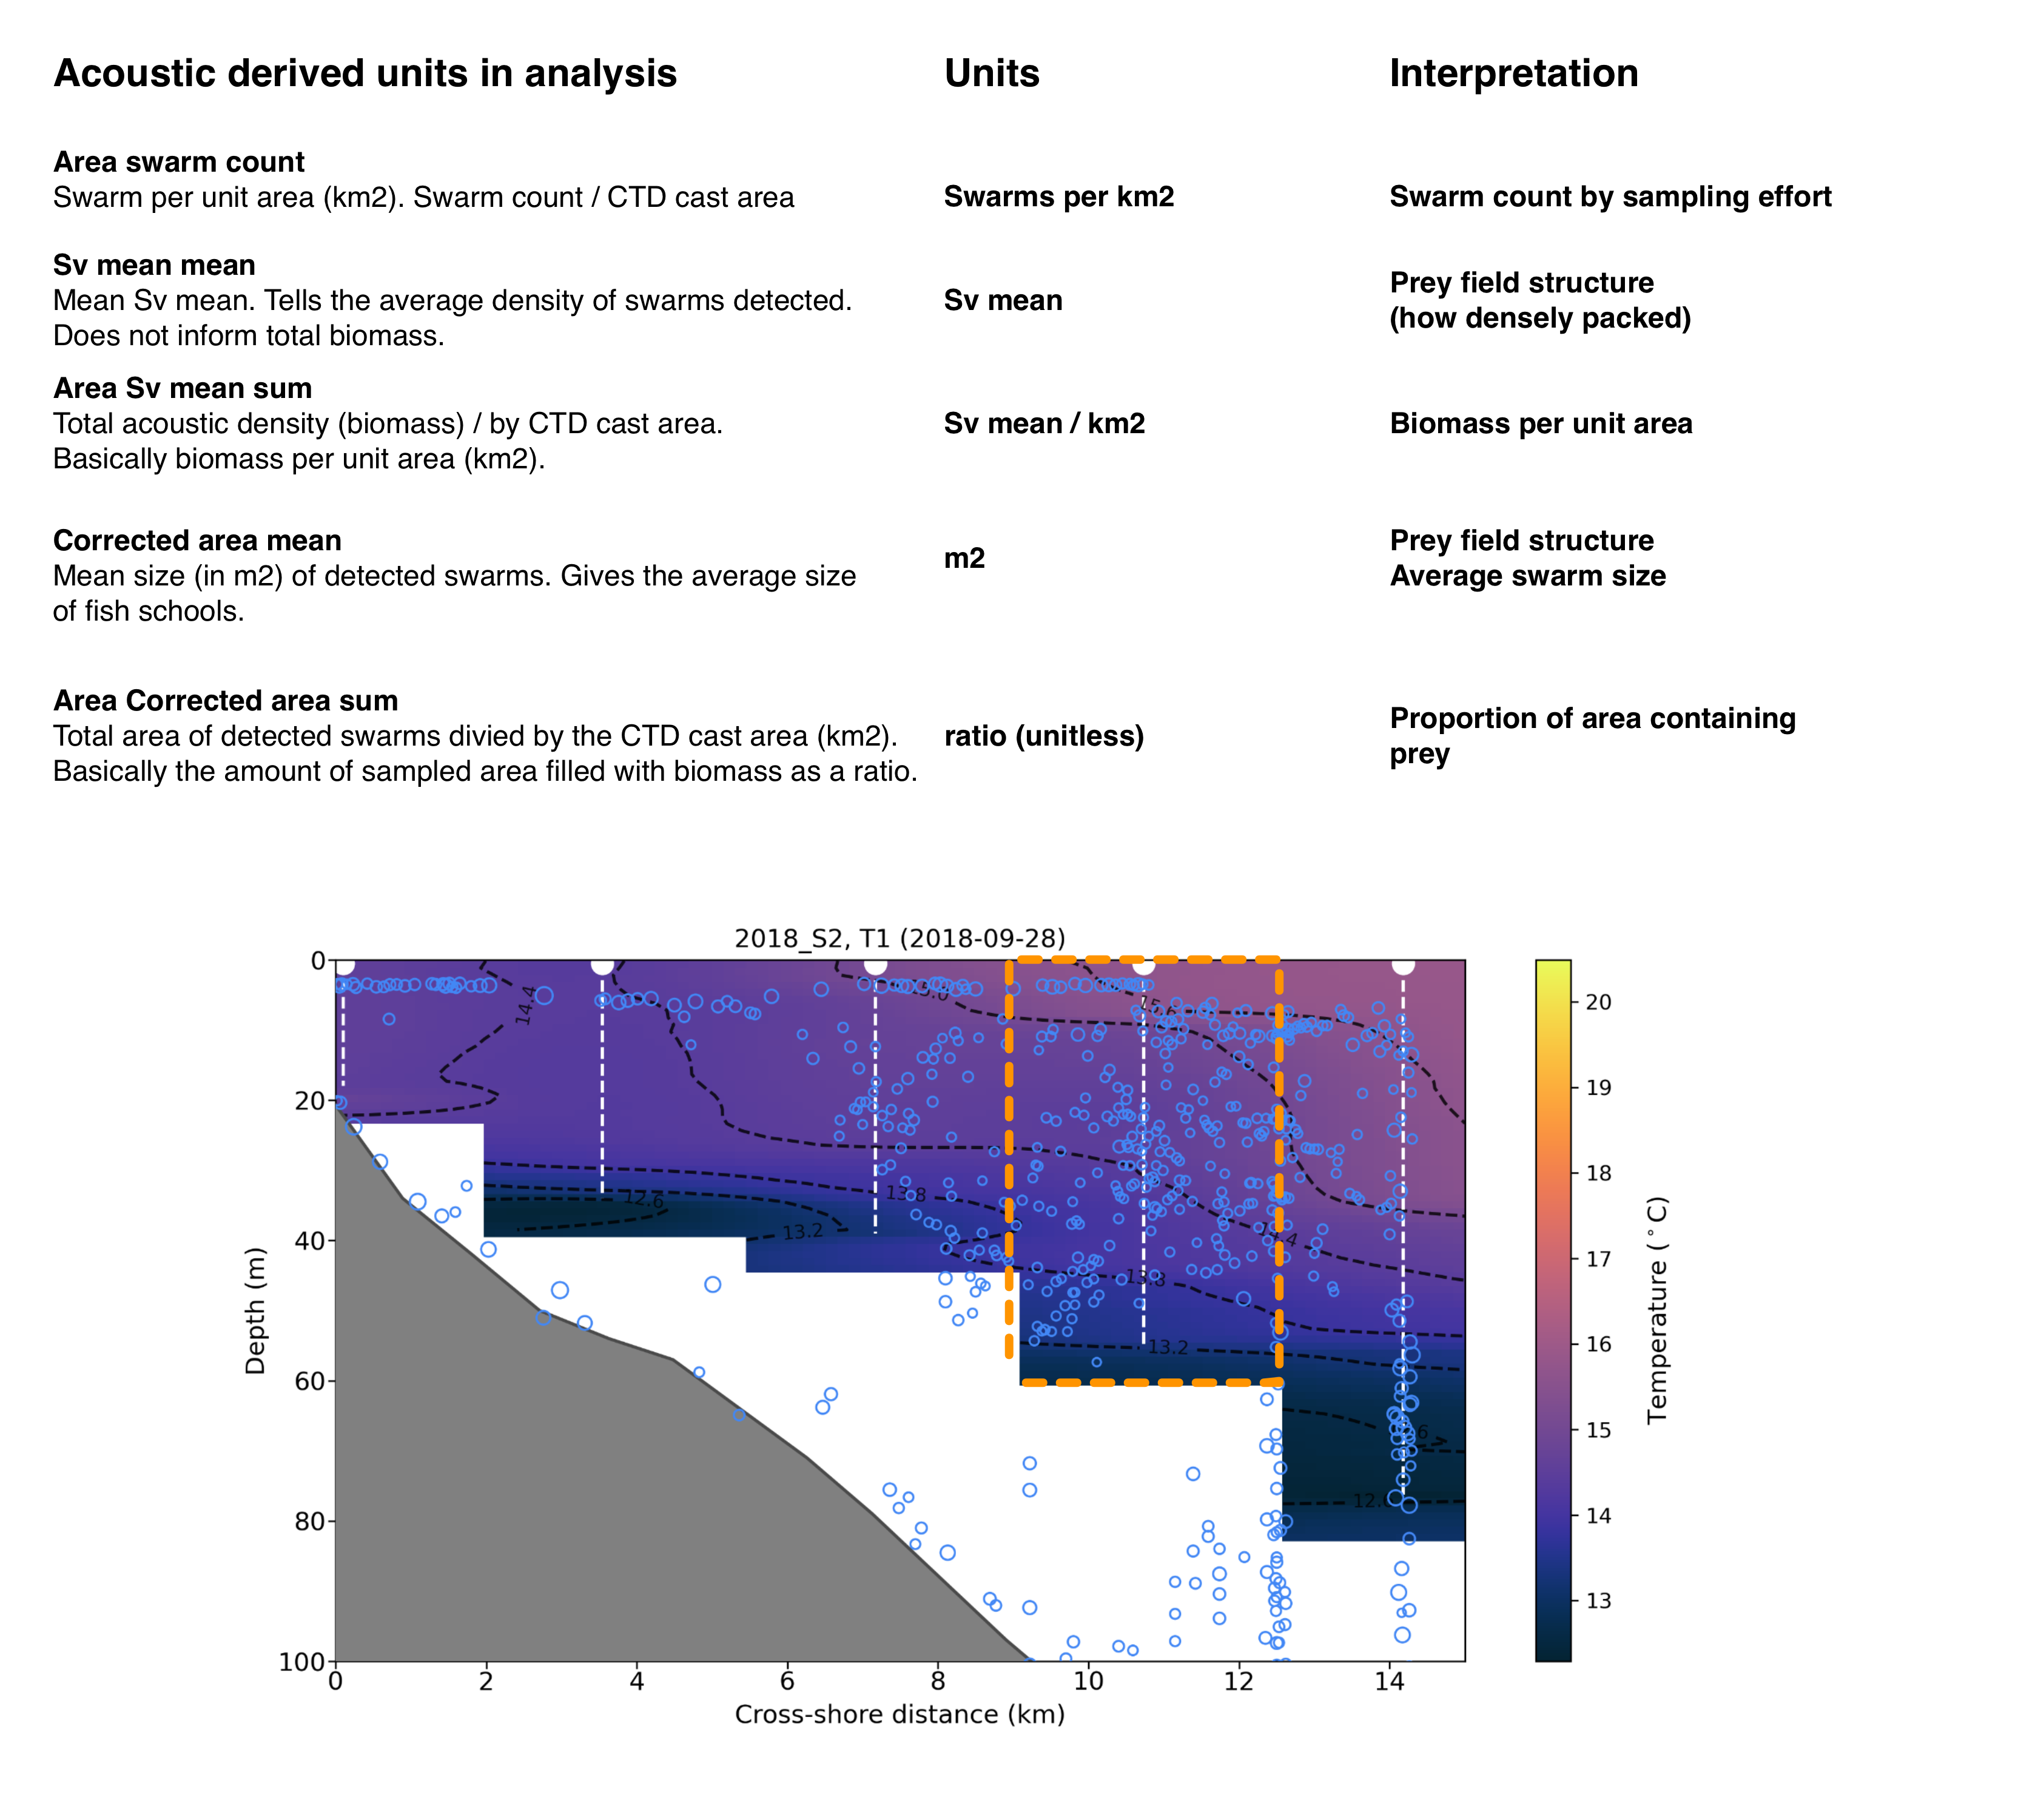 Acoustic derived units in analysis
Units
Interpretation
Area swarm count
Swarm per unit area (km2). Swarm count / CTD cast area
Swarms per km2
Swarm count by sampling effort
Sv mean mean
Mean Sv mean. Tells the average density of swarms detected.
Does not inform total biomass.
Sv mean
Prey field structure
(how densely packed)
Area Sv mean sum
Total acoustic density (biomass) / by CTD cast area.
Basically biomass per unit area (km2).
Sv mean / km2
Biomass per unit area
Corrected area mean
Mean size (in m2) of detected swarms. Gives the average size
of fish schools.
m2
Prey field structure
Average swarm size
Area Corrected area sum
Total area of detected swarms divied by the CTD cast area (km2).
Basically the amount of sampled area filled with biomass as a ratio.
ratio (unitless)
Proportion of area containing
prey
2018_S2, T1 (2018-09-28)
0
20
40
60
80
100
Depth (m)
0 2 4 6 8 10 12 14
Cross-shore distance (km)
14.4
15.6
13.8
12.6
13.2
13.8
13.2
20
19
18
17
16
15
14
13
Temperature (°C)